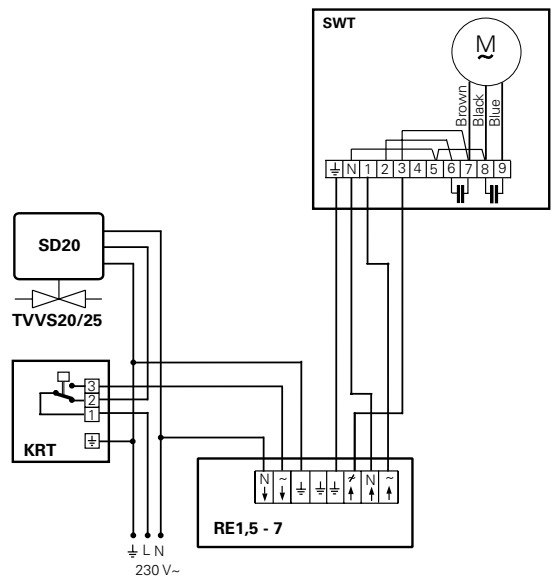 SWT
M
~
Brown
Black
Blue
N 1 2 3 4 5 6 7 8 9
SD20
TVVS20/25
3
2
1
KRT
N ~ N ~
RE1,5 - 7
L N
230 V~